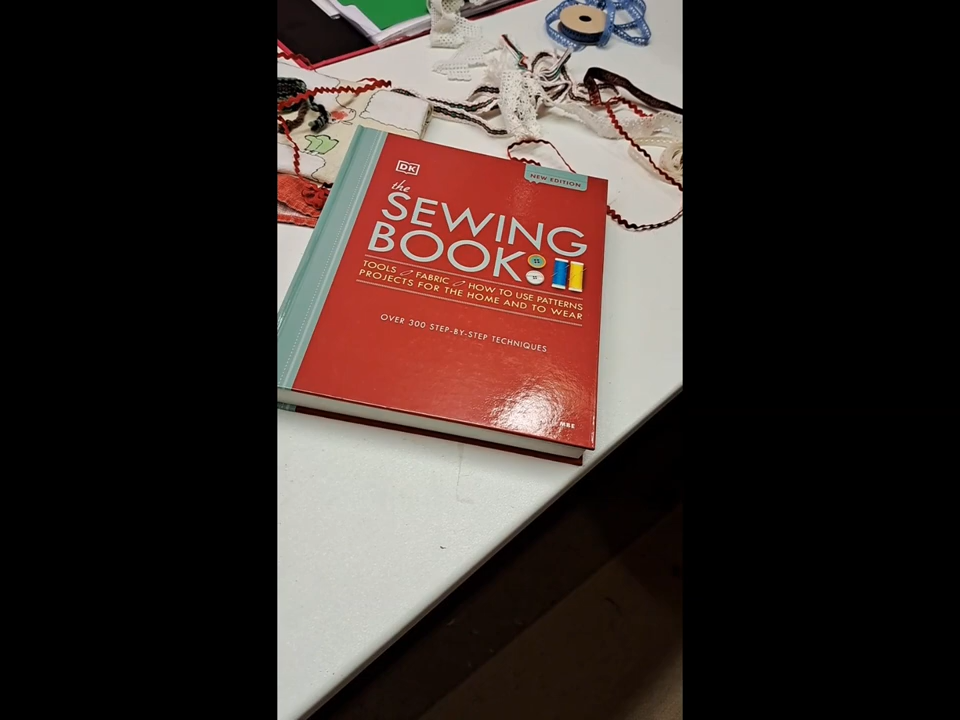 DK
NEW EDITION
the
SEWING
BOOK
TOOLS FABRIC HOW TO USE PATTERNS
PROJECTS FOR THE HOME AND TO WEAR
OVER 300 STEP-BY-STEP TECHNIQUES